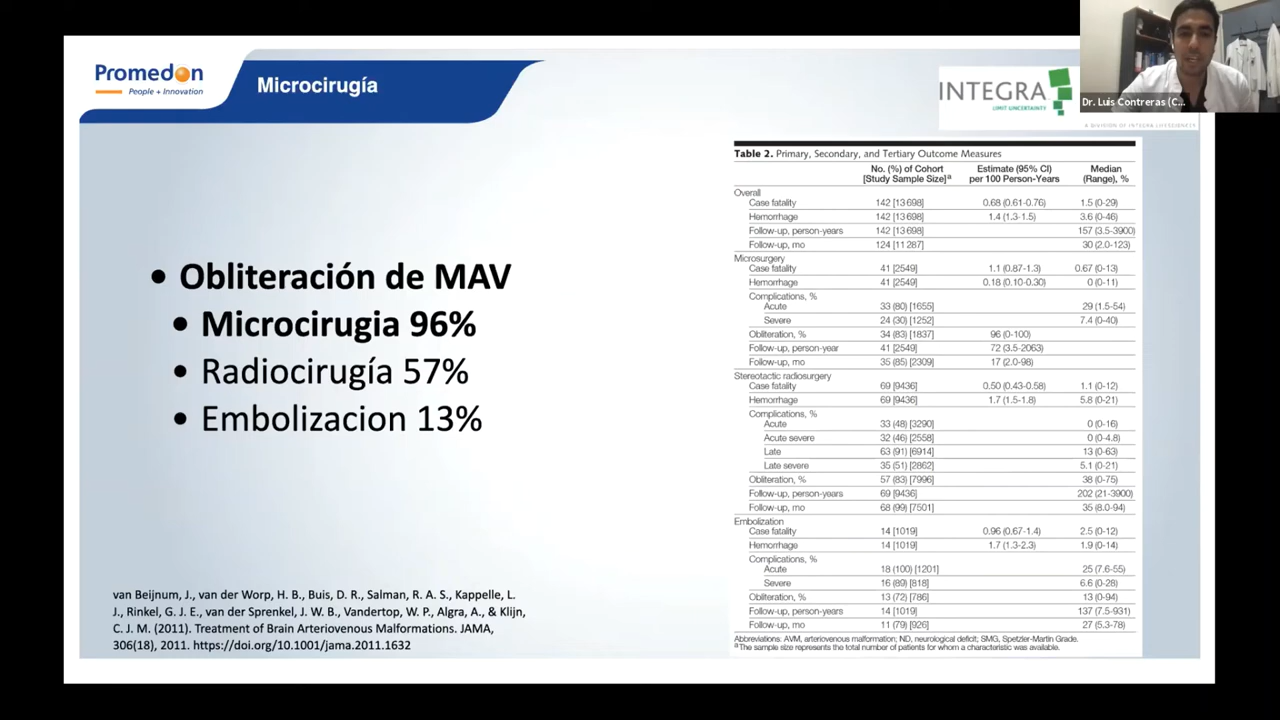 Promedon
People + Innovation
Microcirugía
INTEGRA
LIMIT UNCERTAINTY
A DIVISION OF INTEGRA LIFESCIENCES
Dr. Luis Contreras (C...
• Obliteración de MAV
• Microcirugia 96%
• Radiocirugía 57%
• Embolizacion 13%
van Beijnum, J., van der Worp, H. B., Buis, D. R., Salman, R. A. S., Kappelle, L.
J., Rinkel, G. J. E., van der Sprenkel, J. W. B., Vandertop, W. P., Algra, A., & Klijn,
C. J. M. (2011). Treatment of Brain Arteriovenous Malformations. JAMA,
306(18), 2011. https://doi.org/10.1001/jama.2011.1632
Table 2. Primary, Secondary, and Tertiary Outcome Measures
No. (%) of Cohort Estimate (95% CI) Median
[Study Sample Size]a per 100 Person-Years (Range), %
Overall
Case fatality 142 [13 698] 0.68 (0.61-0.76) 1.5 (0-29)
Hemorrhage 142 [13 698] 1.4 (1.3-1.5) 3.6 (0-46)
Follow-up, person-years 142 [13 698] 157 (3.5-3900)
Follow-up, mo 124 [11 287] 30 (2.0-123)
Microsurgery
Case fatality 41 [2549] 1.1 (0.87-1.3) 0.67 (0-13)
Hemorrhage 41 [2549] 0.18 (0.10-0.30) 0 (0-11)
Complications, %
Acute 33 (80) [1655] 29 (1.5-54)
Severe 24 (30) [1252] 7.4 (0-40)
Obliteration, % 34 (83) [1837] 96 (0-100)
Follow-up, person-year 41 [2549] 72 (3.5-2063)
Follow-up, mo 35 (85) [2309] 17 (2.0-98)
Stereotactic radiosurgery
Case fatality 69 [9436] 0.50 (0.43-0.58) 1.1 (0-12)
Hemorrhage 69 [9436] 1.7 (1.5-1.8) 5.8 (0-21)
Complications, %
Acute 33 (48) [3290] 0 (0-16)
Acute severe 32 (46) [2558] 0 (0-4.8)
Late 63 (91) [6914] 13 (0-63)
Late severe 35 (51) [2862] 5.1 (0-21)
Obliteration, % 57 (83) [7996] 38 (0-75)
Follow-up, person-years 69 [9436] 202 (21-3900)
Follow-up, mo 68 (99) [7501] 35 (8.0-94)
Embolization
Case fatality 14 [1019] 0.96 (0.67-1.4) 2.5 (0-12)
Hemorrhage 14 [1019] 1.7 (1.3-2.3) 1.9 (0-14)
Complications, %
Acute 18 (100) [1201] 25 (7.6-55)
Severe 16 (89) [818] 6.6 (0-28)
Obliteration, % 13 (72) [786] 13 (0-94)
Follow-up, person-years 14 [1019] 137 (7.5-931)
Follow-up, mo 11 (79) [926] 27 (5.3-78)
Abbreviations: AVM, arteriovenous malformation; ND, neurological deficit; SMG, Spetzler-Martin Grade.
aThe sample size represents the total number of patients for whom a characteristic was available.